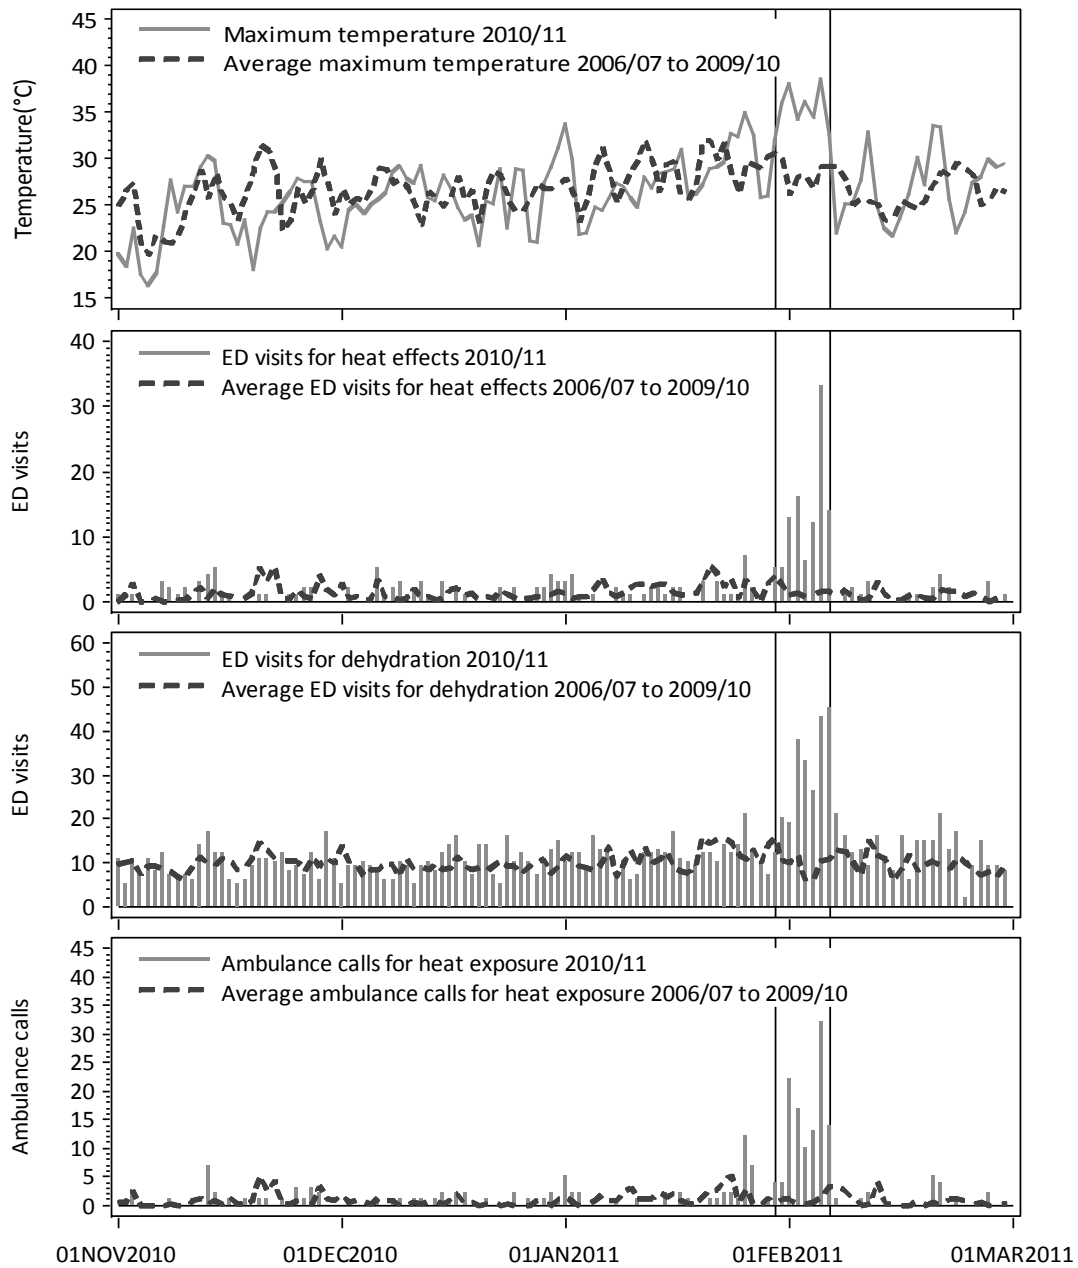 Maximum temperature 2010/11
Average maximum temperature 2006/07 to 2009/10
Temperature(°C)
45
40
35
30
25
20
15
ED visits for heat effects 2010/11
Average ED visits for heat effects 2006/07 to 2009/10
ED visits
40
30
20
10
0
ED visits for dehydration 2010/11
Average ED visits for dehydration 2006/07 to 2009/10
ED visits
60
50
40
30
20
10
0
Ambulance calls for heat exposure 2010/11
Average ambulance calls for heat exposure 2006/07 to 2009/10
Ambulance calls
45
40
35
30
25
20
15
10
5
0
01NOV2010 01DEC2010 01JAN2011 01FEB2011 01MAR2011